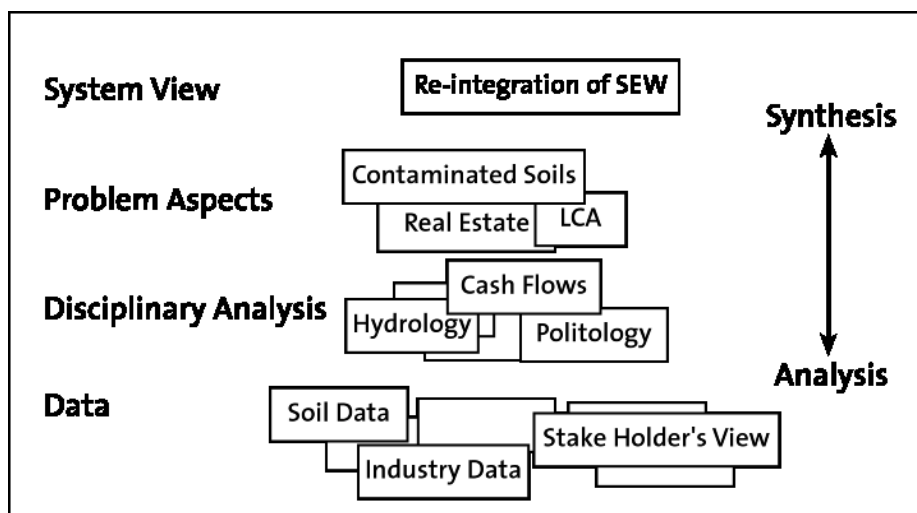 System View
Re-integration of SEW
Synthesis
Problem Aspects
Contaminated Soils
Real Estate
LCA
Disciplinary Analysis
Cash Flows
Hydrology
Politology
Analysis
Data
Soil Data
Stake Holder's View
Industry Data